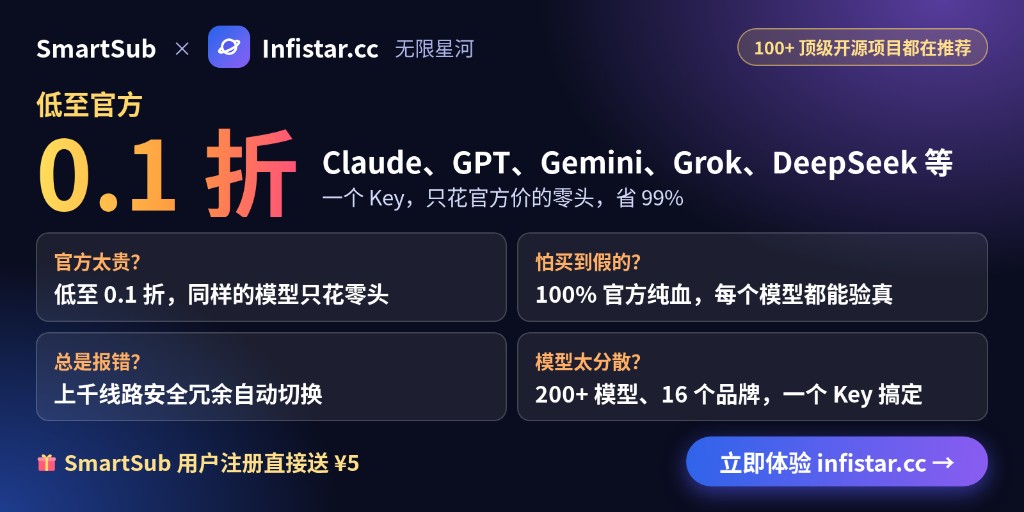 SmartSub × Infistar.cc 无限星河
100+ 顶级开源项目都在推荐
低至官方
0.1 折
Claude、GPT、Gemini、Grok、DeepSeek 等
一个 Key，只花官方价的零头，省 99%
官方太贵？
低至 0.1 折，同样的模型只花零头
怕买到假的？
100% 官方纯血，每个模型都能验真
总是报错？
上千线路安全冗余自动切换
模型太分散？
200+ 模型、16 个品牌，一个 Key 搞定
SmartSub 用户注册直接送 ¥5
立即体验 infistar.cc →